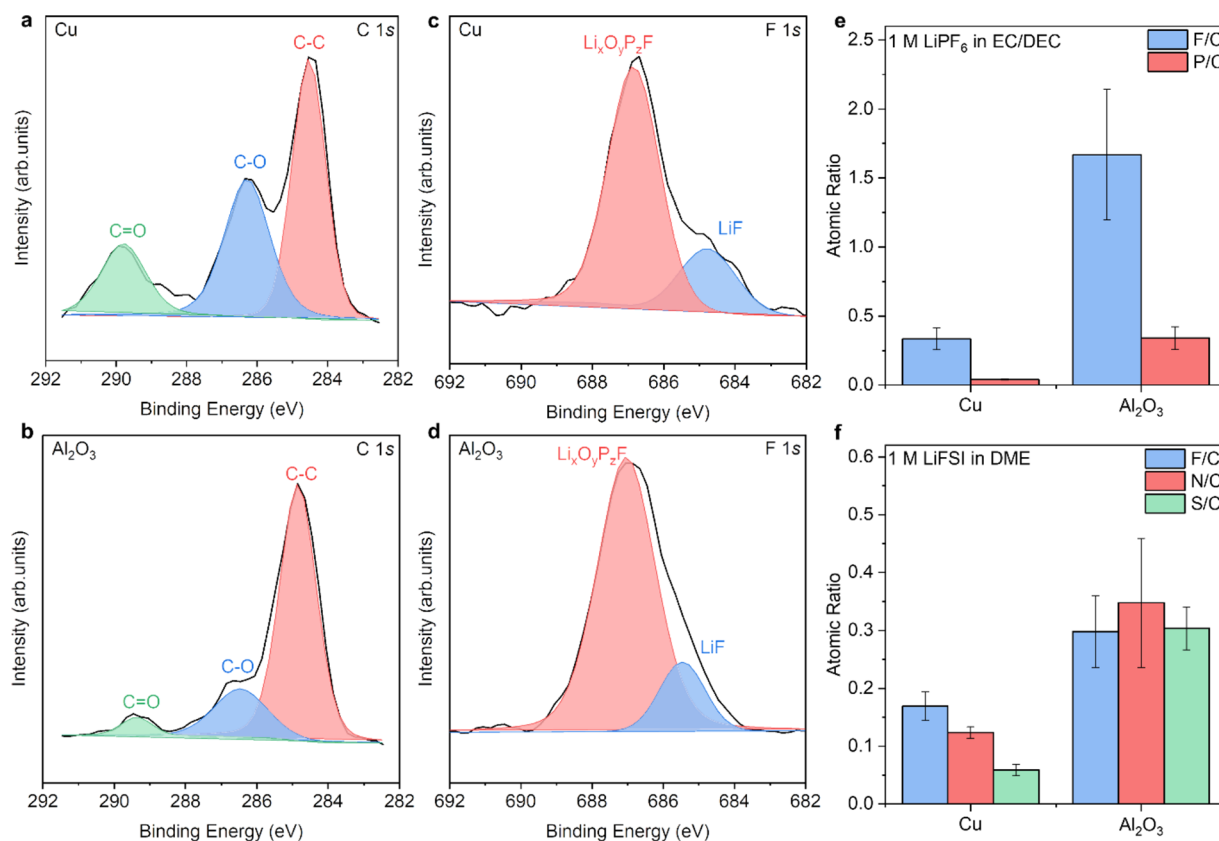 a
Cu
C 1s
C-C
C-O
C=O
Intensity (arb.units)
292 290 288 286 284 282
Binding Energy (eV)
c
Cu
F 1s
LiₓOᵧP₂F
LiF
Intensity (arb.units)
692 690 688 686 684 682
Binding Energy (eV)
e
1 M LiPF₆ in EC/DEC
F/C
P/C
2.5
2.0
1.5
1.0
0.5
0.0
Atomic Ratio
Cu Al₂O₃
b
Al₂O₃
C 1s
C-C
C-O
C=O
Intensity (arb.units)
292 290 288 286 284 282
Binding Energy (eV)
d
Al₂O₃
F 1s
LiₓOᵧP_zF
LiF
Intensity (arb.units)
692 690 688 686 684 682
Binding Energy (eV)
f
1 M LiFSI in DME
F/C
N/C
S/C
0.6
0.5
0.4
0.3
0.2
0.1
0.0
Atomic Ratio
Cu Al₂O₃